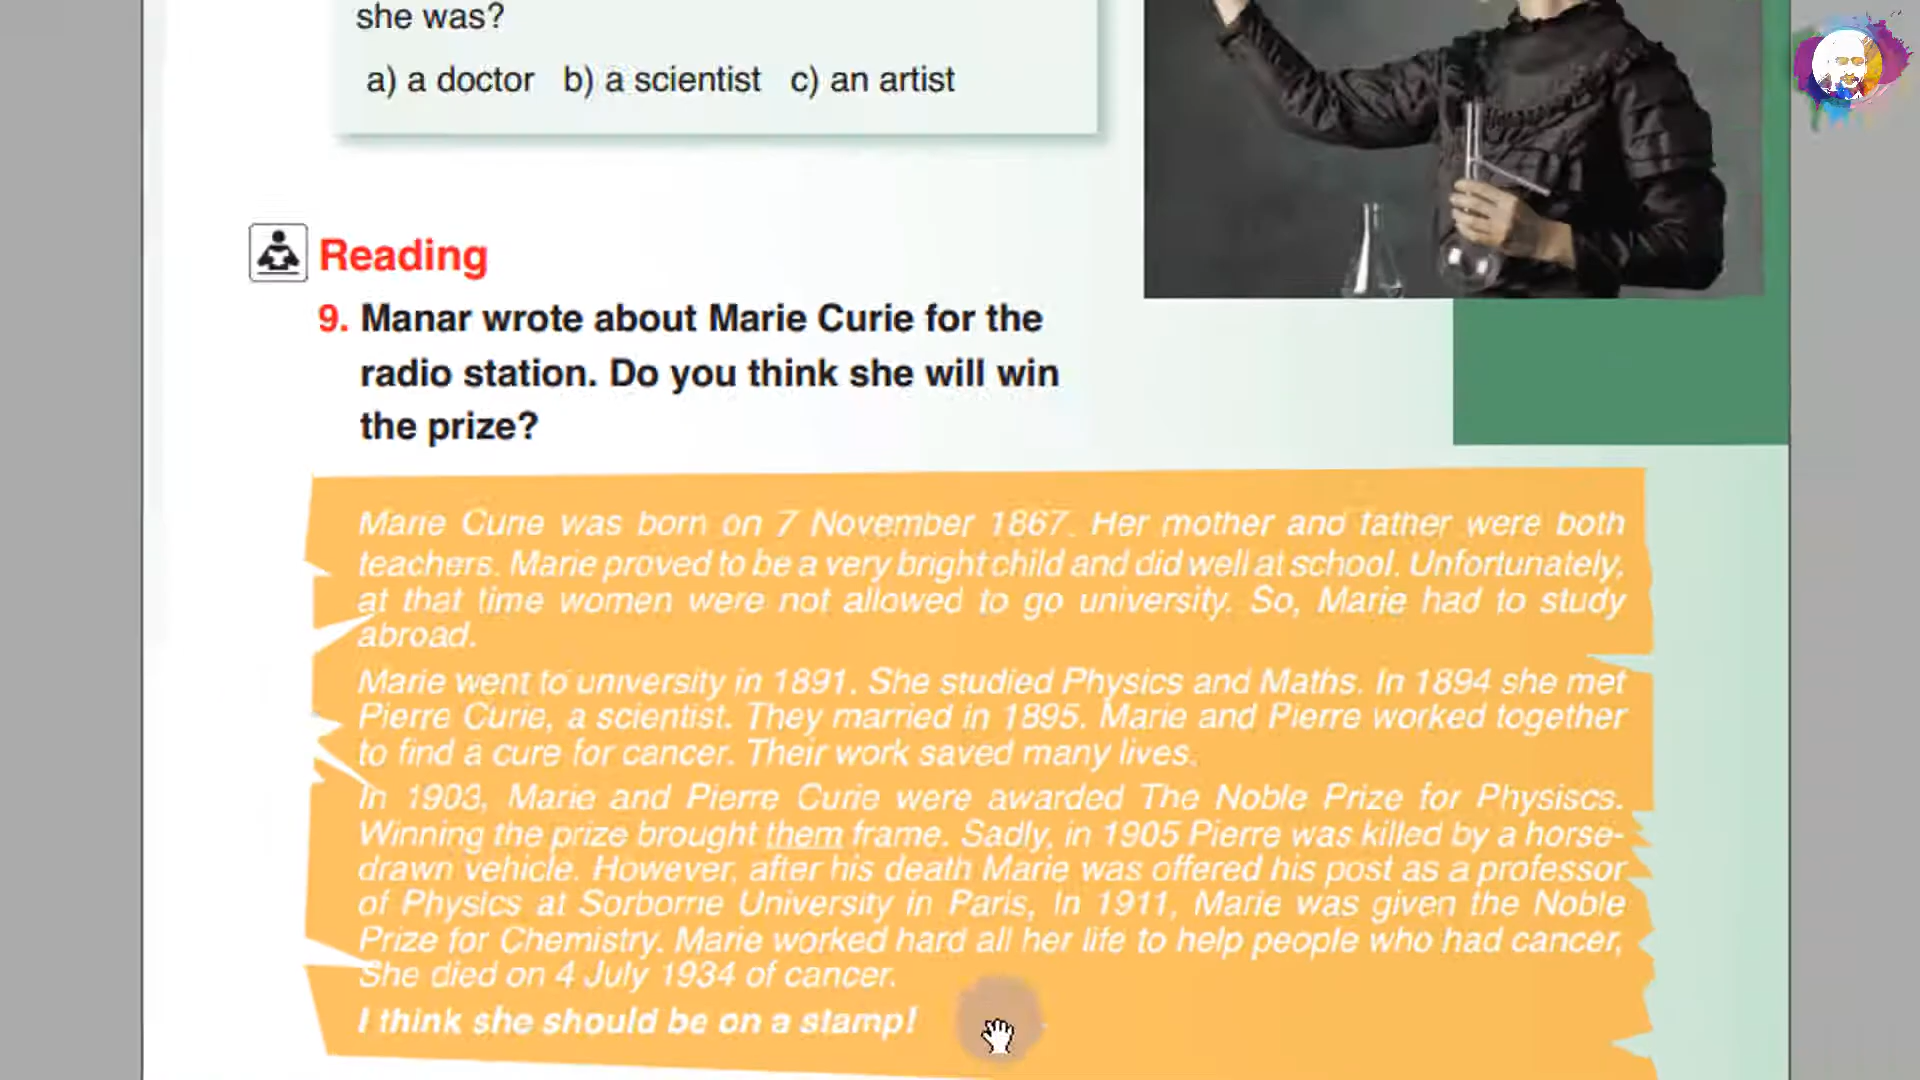 she was?
a) a doctor b) a scientist c) an artist
Reading
9. Manar wrote about Marie Curie for the
radio station. Do you think she will win
the prize?
Marie Curie was born on 7 November 1867. Her mother and father were both
teachers. Marie proved to be a very bright child and did well at school. Unfortunately,
at that time women were not allowed to go university. So, Marie had to study
abroad.
Marie went to university in 1891. She studied Physics and Maths. In 1894 she met
Pierre Curie, a scientist. They married in 1895. Marie and Pierre worked together
to find a cure for cancer. Their work saved many lives.
In 1903, Marie and Pierre Curie were awarded The Noble Prize for Physiscs.
Winning the prize brought them frame. Sadly, in 1905 Pierre was killed by a horse-
drawn vehicle. However, after his death Marie was offered his post as a professor
of Physics at Sorborne University in Paris, In 1911, Marie was given the Noble
Prize for Chemistry. Marie worked hard all her life to help people who had cancer,
She died on 4 July 1934 of cancer.
I think she should be on a stamp!